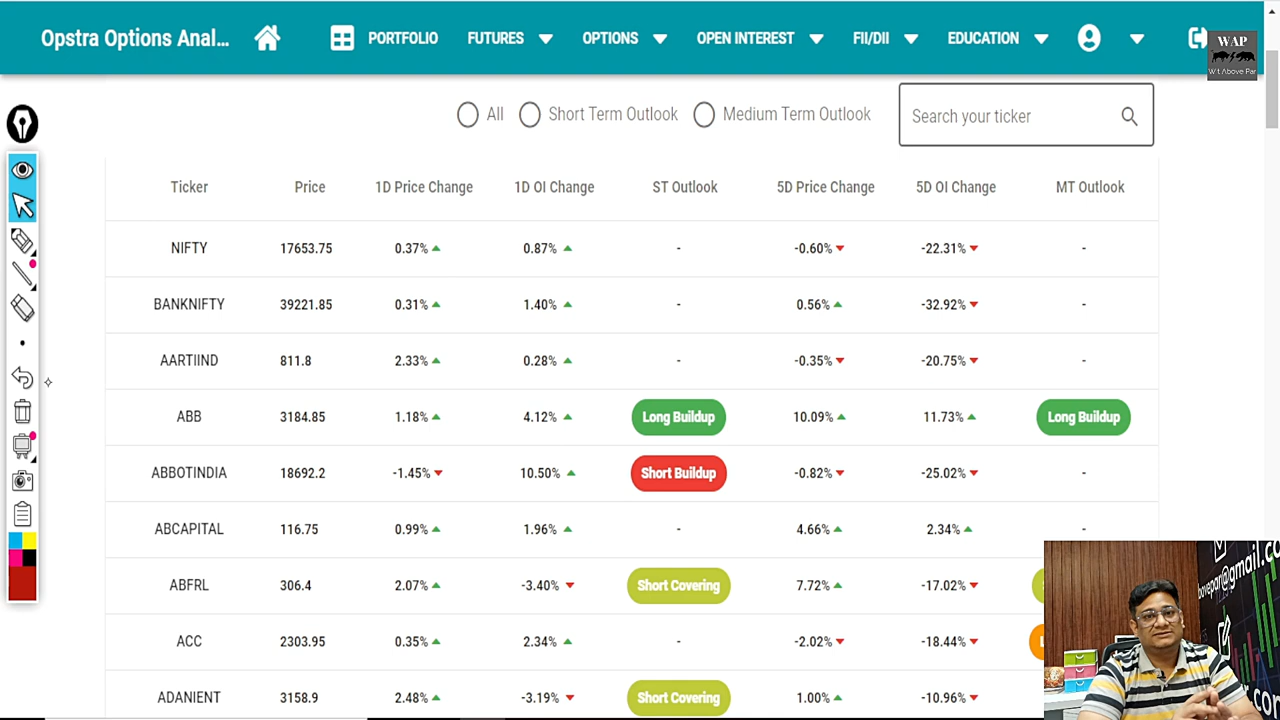 Opstra Options Anal... PORTFOLIO FUTURES OPTIONS OPEN INTEREST FII/DII EDUCATION
WAP
W t Above Par
All Short Term Outlook Medium Term Outlook Search your ticker
Ticker Price 1D Price Change 1D OI Change ST Outlook 5D Price Change 5D OI Change MT Outlook
NIFTY 17653.75 0.37% 0.87% - -0.60% -22.31% -
BANKNIFTY 39221.85 0.31% 1.40% - 0.56% -32.92% -
AARTIIND 811.8 2.33% 0.28% - -0.35% -20.75% -
ABB 3184.85 1.18% 4.12% Long Buildup 10.09% 11.73% Long Buildup
ABBOTINDIA 18692.2 -1.45% 10.50% Short Buildup -0.82% -25.02% -
ABCAPITAL 116.75 0.99% 1.96% - 4.66% 2.34% -
ABFRL 306.4 2.07% -3.40% Short Covering 7.72% -17.02%
ACC 2303.95 0.35% 2.34% - -2.02% -18.44%
ADANIENT 3158.9 2.48% -3.19% Short Covering 1.00% -10.96%
bovepar@gmail.co